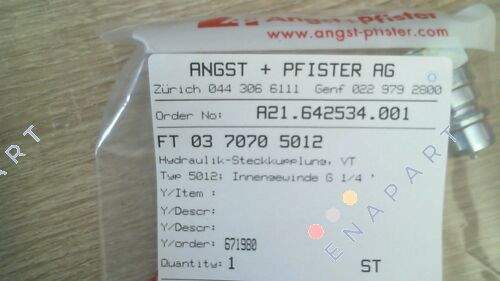 Angst+Pfister
www.angst-pfister.com
ANGST + PFISTER AG
Zürich 044 306 6111 Genf 022 979 2800
Order No: A21.642534.001
FT 03 7070 5012
Hydraulik-Steckkupplung, VT
Typ 5012: Innengewinde G 1/4 '
Y/Item :
Y/Descr:
Y/Descr:
Y/order: 671980
Quantity: 1 ST
ENAPART
ENAPART
ENAPART